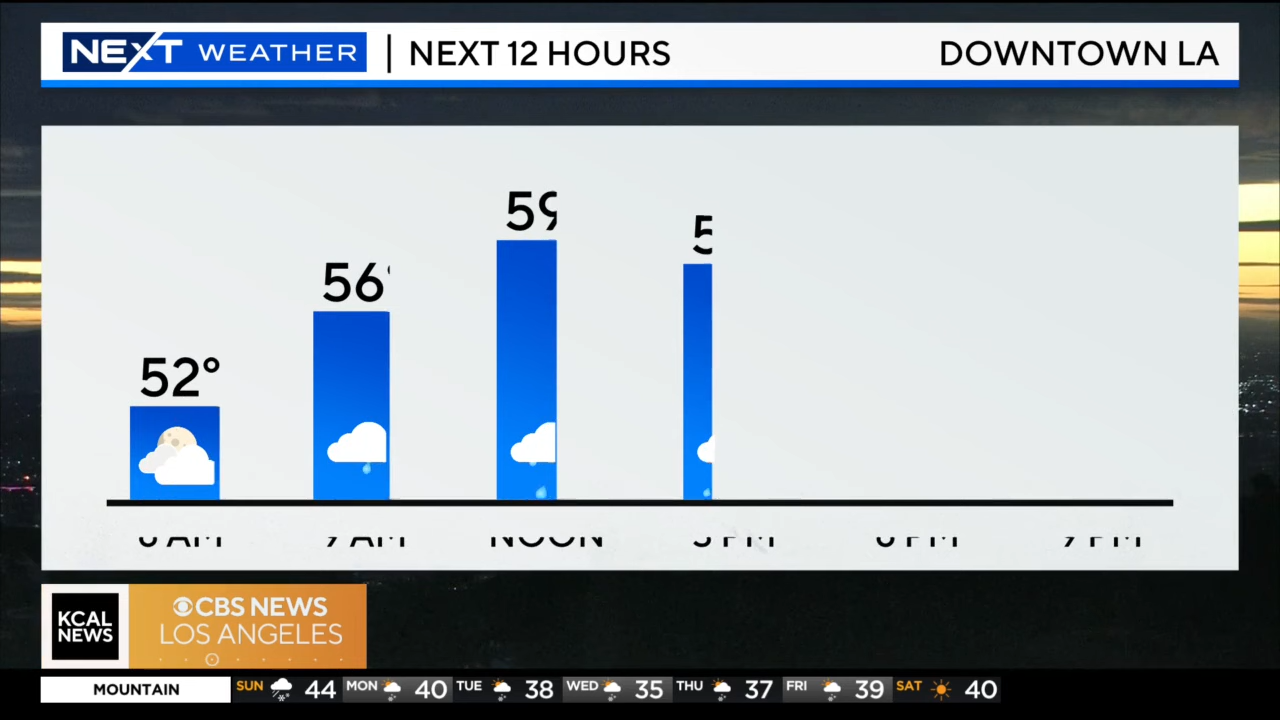 NEXT WEATHER | NEXT 12 HOURS DOWNTOWN LA
59
5
56°
52°
NOON
KCAL NEWS
CBS NEWS
LOS ANGELES
MOUNTAIN SUN 44 MON 40 TUE 38 WED 35 THU 37 FRI 39 SAT 40